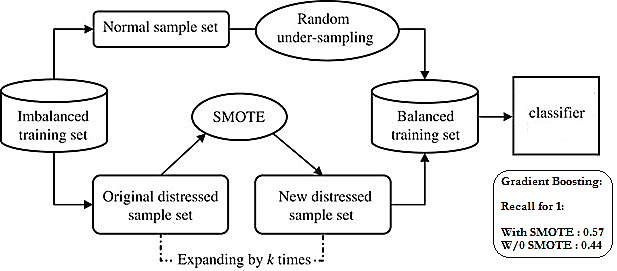 Normal sample set
Random
under-sampling
Imbalanced
training set
SMOTE
Balanced
training set
classifier
Original distressed
sample set
New distressed
sample set
Expanding by k times
Gradient Boosting:
Recall for 1:
With SMOTE : 0.57
W/0 SMOTE : 0.44